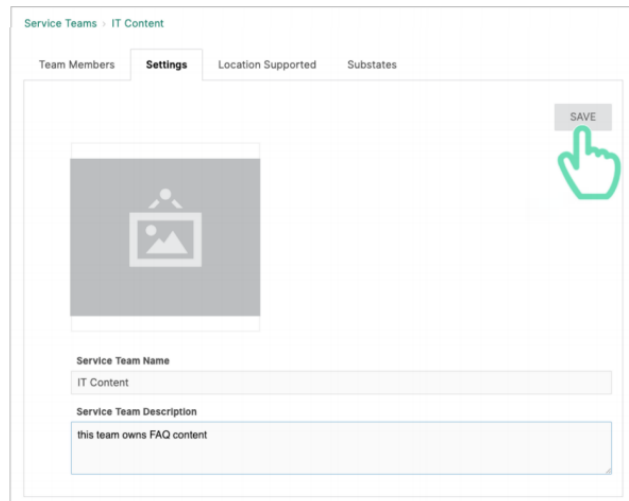 Service Teams › IT Content
Team Members Settings Location Supported Substates
SAVE
Service Team Name
IT Content
Service Team Description
this team owns FAQ content